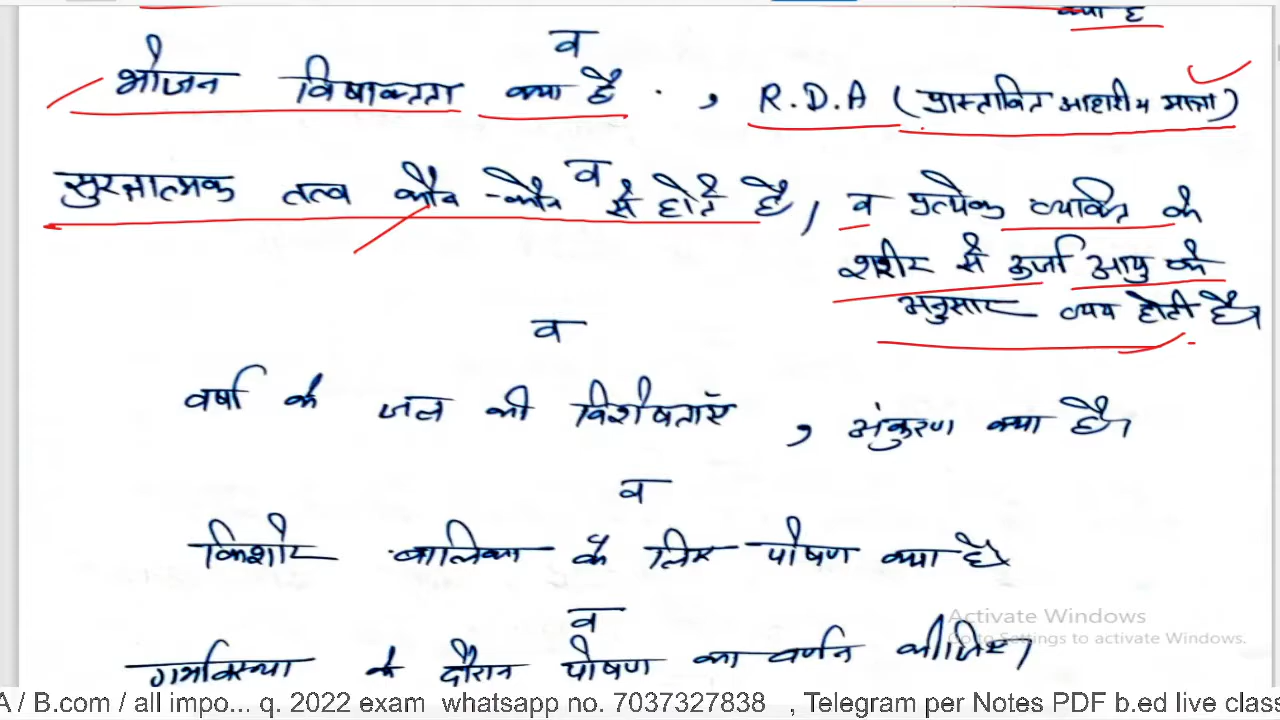 क्या है
व
भोजन विषाक्तता क्या है . , R.D.A (प्रास्तावित आहारीय मात्रा)
व
सुरक्षात्मक तत्व कौन -कौन से होते है, व प्रत्येक व्यक्ति के
शरीर से ऊर्जा आयु के
अनुसार व्यय होती है।
व
वर्षा के जल की विशेषताएँ , अंकुरण क्या है।
व
किशोर बालिका के लिए पोषण क्या है।
व
गर्भावस्था के दौरान पोषण का वर्णन कीजिए।
Activate Windows
Go to Settings to activate Windows.
A / B.com / all impo... q. 2022 exam whatsapp no. 7037327838 , Telegram per Notes PDF b.ed live clas